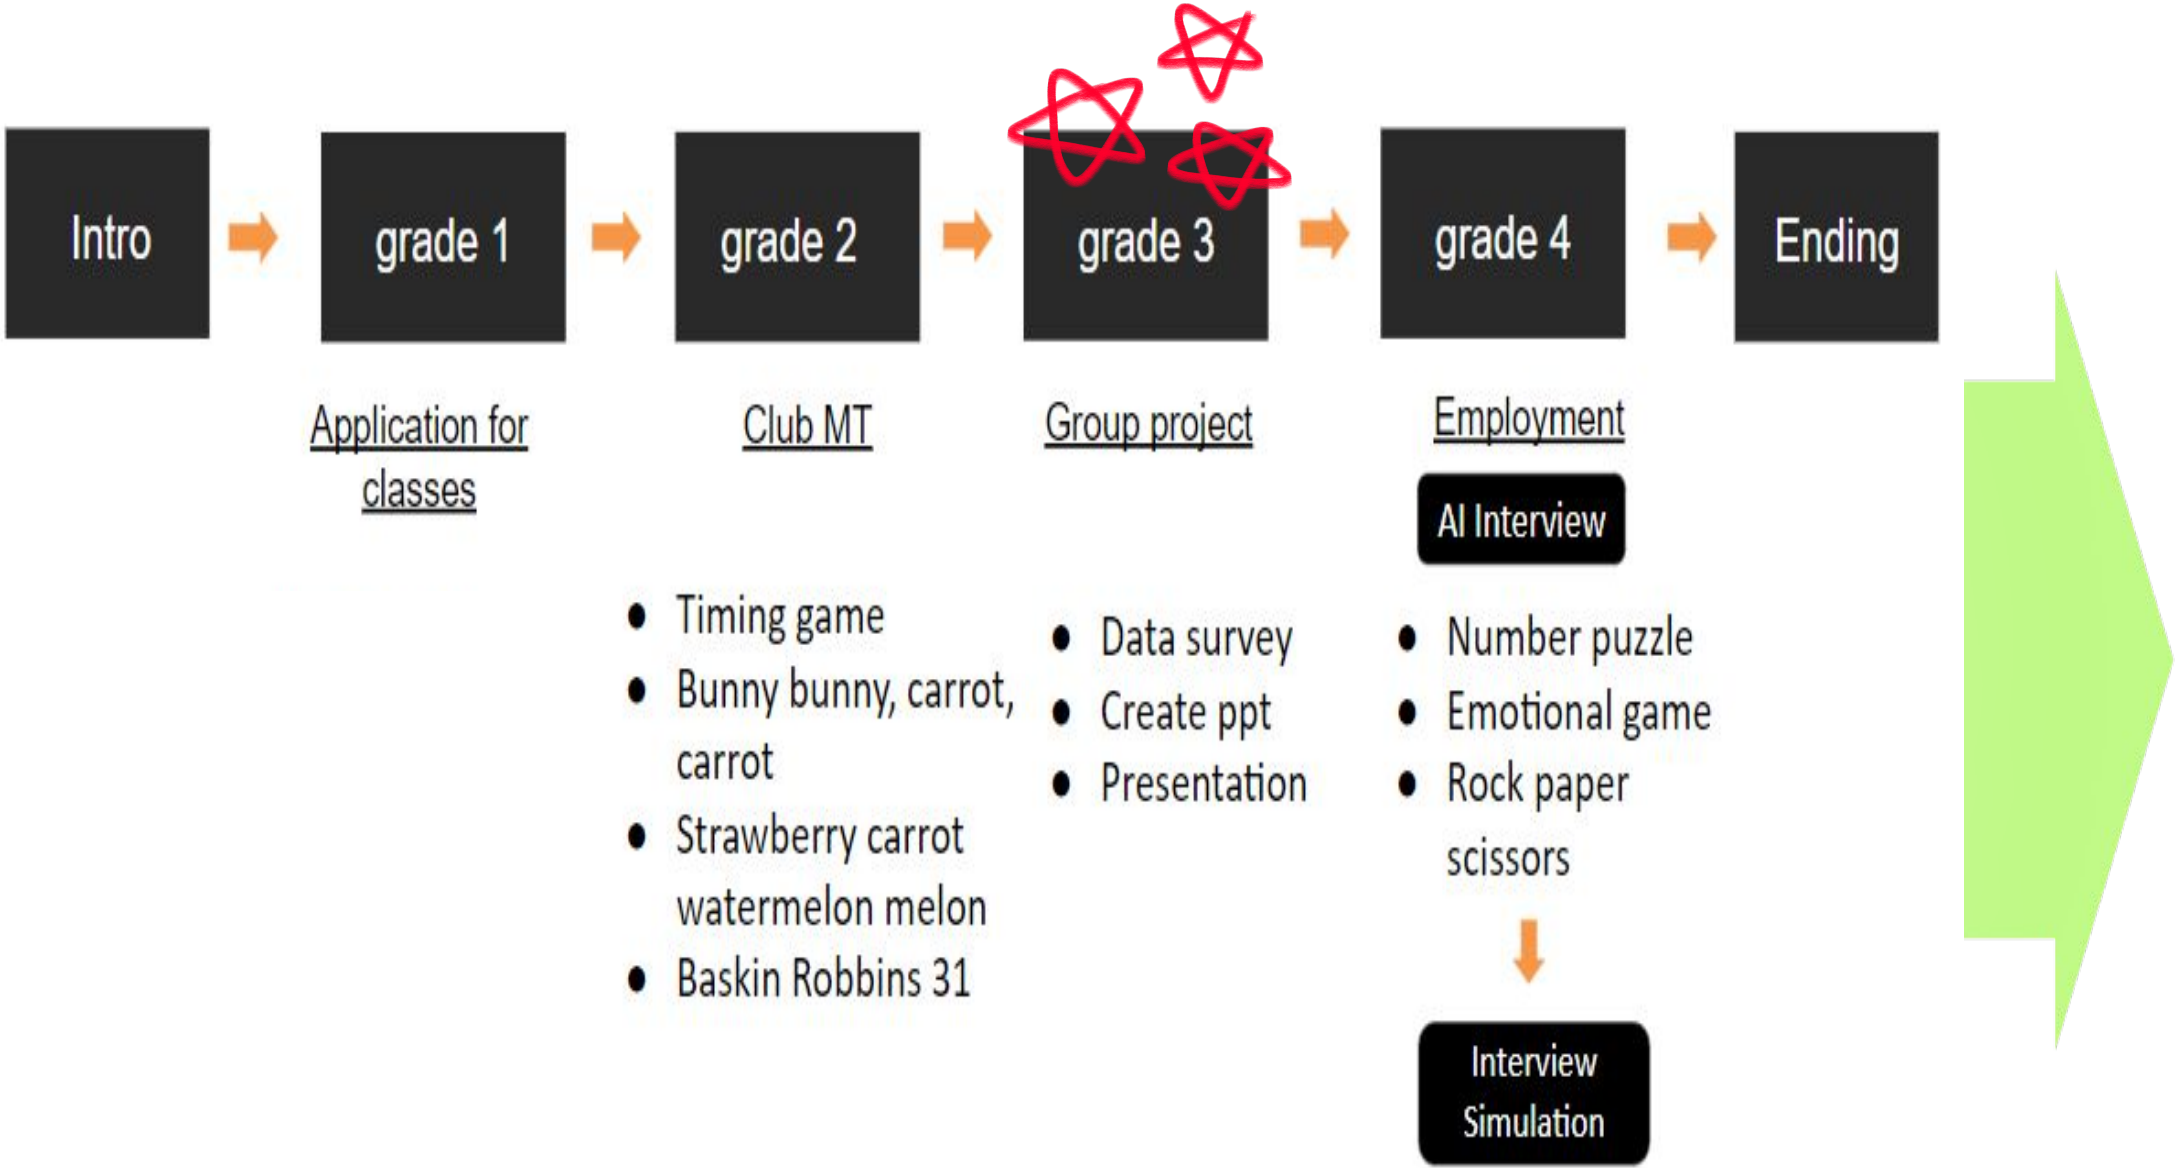 Intro
grade 1
grade 2
grade 3
grade 4
Ending
Application for
classes
Club MT
● Timing game
● Bunny bunny, carrot,
carrot
● Strawberry carrot
watermelon melon
● Baskin Robbins 31
Group project
● Data survey
● Create ppt
● Presentation
Employment
AI Interview
● Number puzzle
● Emotional game
● Rock paper
scissors
Interview
Simulation